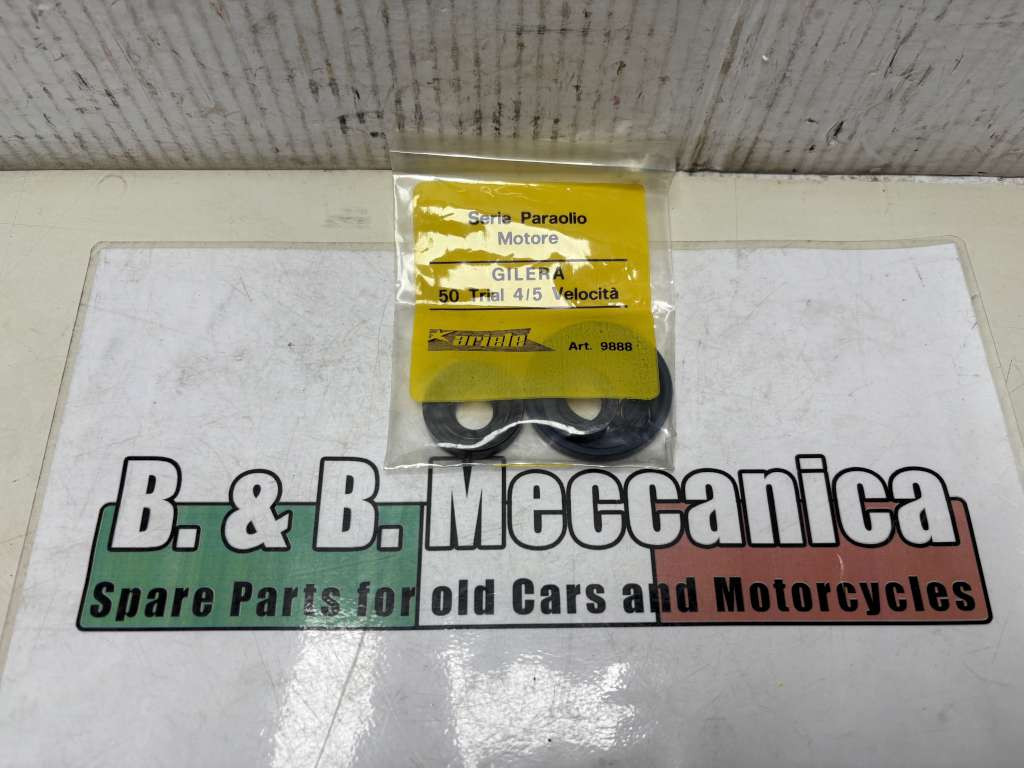 Serie Paraolio
Motore
GILERA
50 Trial 4/5 Velocità
ariete
Art. 9888
B. & B. Meccanica
Spare Parts for old Cars and Motorcycles